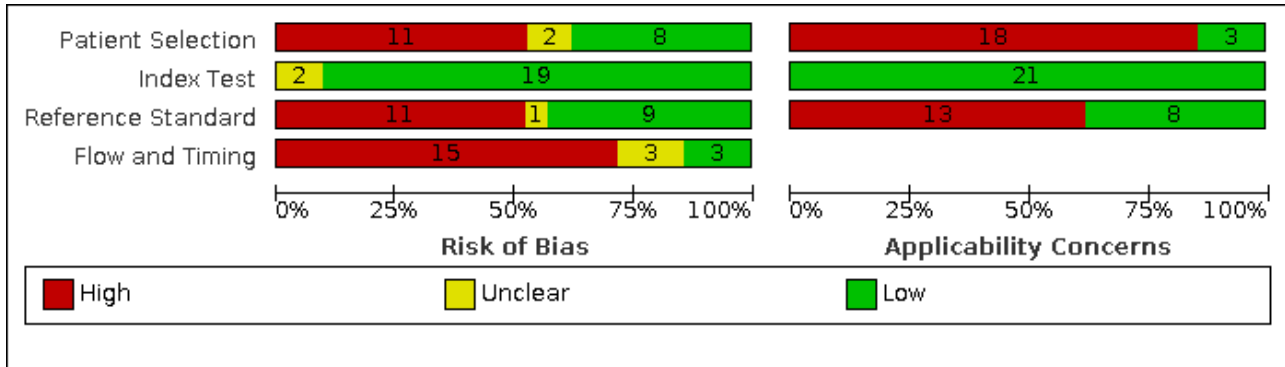 Patient Selection 11 2 8 18 3
Index Test 2 19 21
Reference Standard 11 1 9 13 8
Flow and Timing 15 3 3
0% 25% 50% 75% 100% 0% 25% 50% 75% 100%
Risk of Bias Applicability Concerns
High Unclear Low